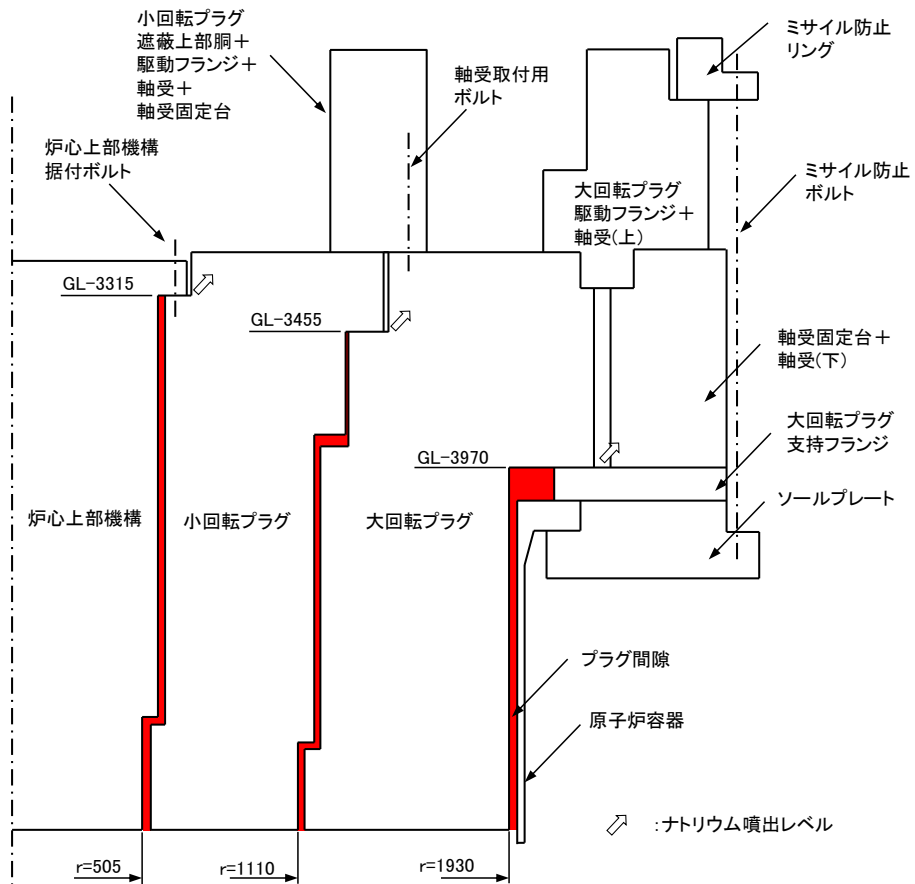 小回転プラグ
遮蔽上部胴＋
駆動フランジ＋
軸受＋
軸受固定台
ミサイル防止
リング
軸受取付用
ボルト
炉心上部機構
据付ボルト
大回転プラグ
駆動フランジ＋
軸受(上)
ミサイル防止
ボルト
GL-3315
GL-3455
軸受固定台＋
軸受(下)
大回転プラグ
支持フランジ
GL-3970
ソールプレート
炉心上部機構
小回転プラグ
大回転プラグ
プラグ間隙
原子炉容器
:ナトリウム噴出レベル
r=505
r=1110
r=1930